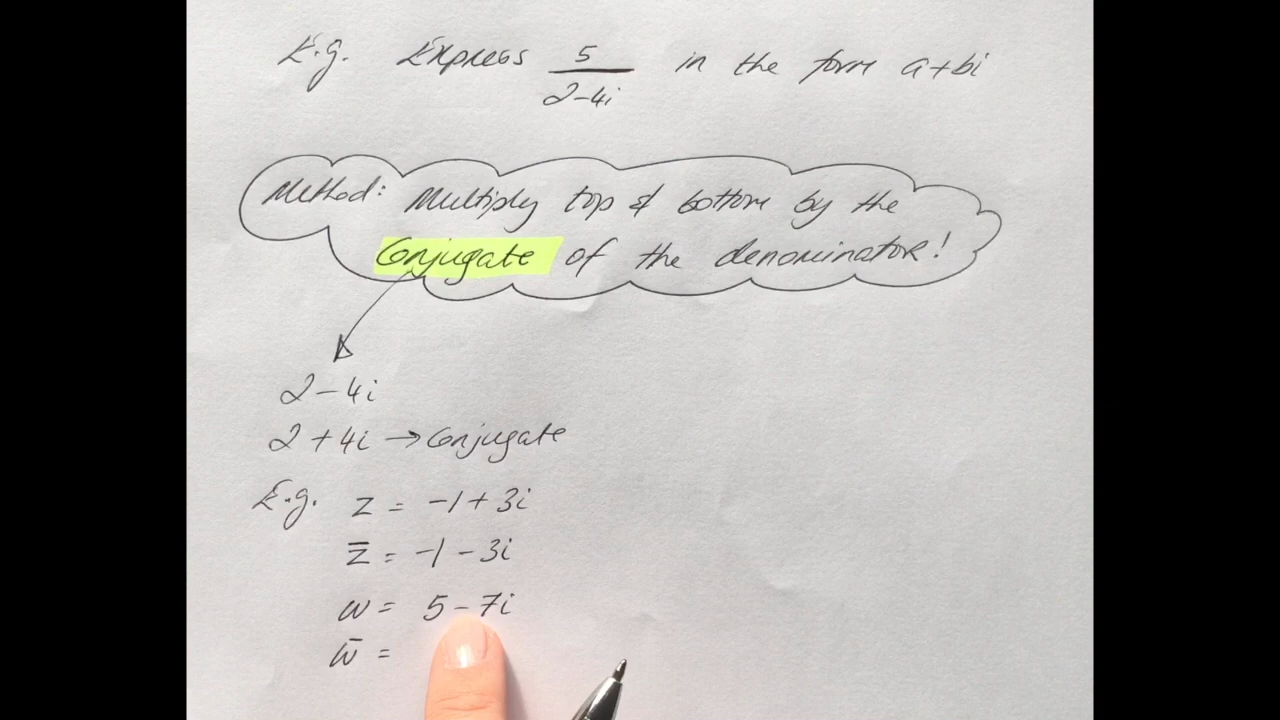 E.g. Express 5/2-4i in the form a+bi
Method: Multiply top & bottom by the
Conjugate of the denominator!
2-4i
2+4i → Conjugate
E.g. z = -1+3i
z̄ = -1-3i
w = 5-7i
w̄ =